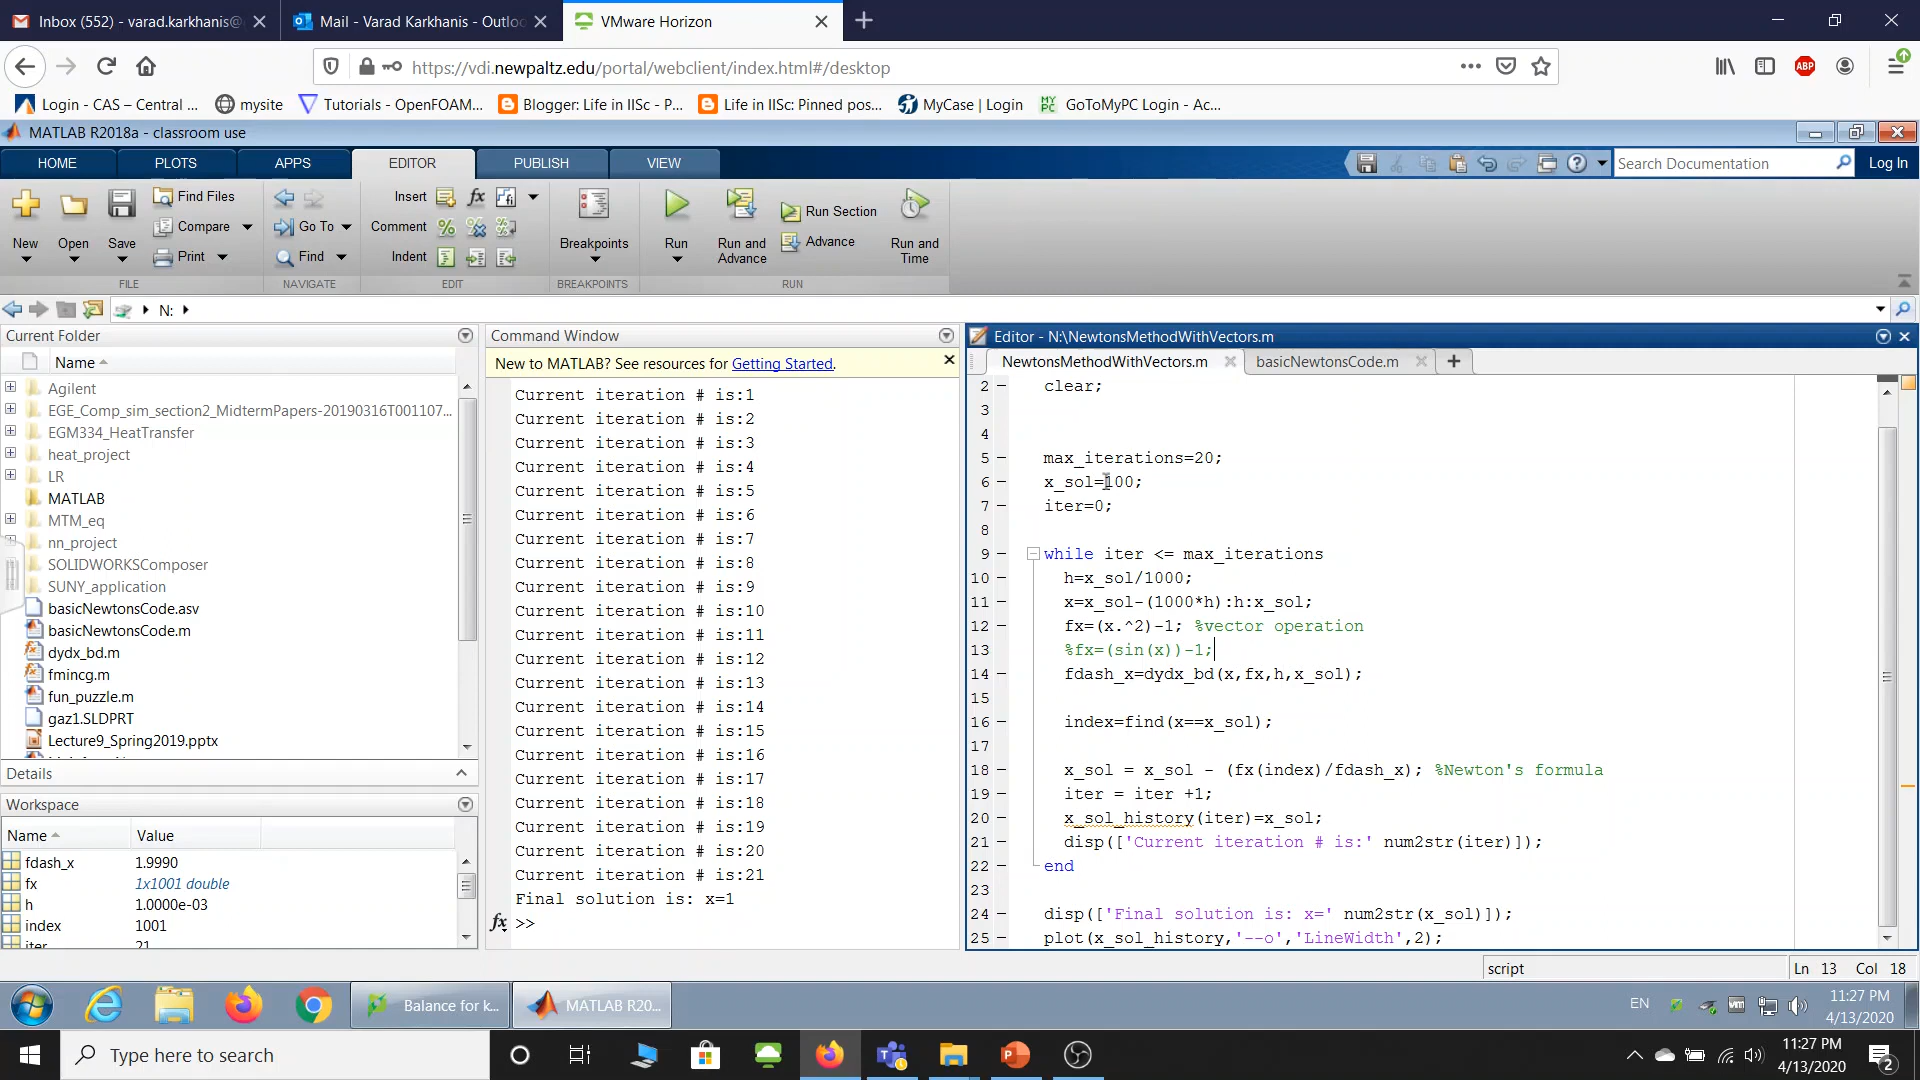 Inbox (552) - varad.karkhanis@
Mail - Varad Karkhanis - Outlo
VMware Horizon
https://vdi.newpaltz.edu/portal/webclient/index.html#/desktop
ABP
Login - CAS – Central ...
mysite
Tutorials - OpenFOAM...
Blogger: Life in IISc - P...
Life in IISc: Pinned pos...
MyCase | Login
MY PC
GoToMyPC Login - Ac...
MATLAB R2018a - classroom use
HOME
PLOTS
APPS
EDITOR
PUBLISH
VIEW
Search Documentation
Log In
New
Open
Save
Find Files
Compare
Print
Go To
Find
Insert
fx
Comment
Indent
Breakpoints
Run
Run and Advance
Run Section
Advance
Run and Time
FILE
NAVIGATE
EDIT
BREAKPOINTS
RUN
N:
Current Folder
Name
Agilent
EGE_Comp_sim_section2_MidtermPapers-20190316T001107...
EGM334_HeatTransfer
heat_project
LR
MATLAB
MTM_eq
nn_project
SOLIDWORKSComposer
SUNY_application
basicNewtonsCode.asv
basicNewtonsCode.m
dydx_bd.m
fmincg.m
fun_puzzle.m
gaz1.SLDPRT
Lecture9_Spring2019.pptx
Details
Workspace
Name
Value
fdash_x 1.9990
fx 1x1001 double
h 1.0000e-03
index 1001
iter 21
Command Window
New to MATLAB? See resources for Getting Started.
Current iteration # is:1
Current iteration # is:2
Current iteration # is:3
Current iteration # is:4
Current iteration # is:5
Current iteration # is:6
Current iteration # is:7
Current iteration # is:8
Current iteration # is:9
Current iteration # is:10
Current iteration # is:11
Current iteration # is:12
Current iteration # is:13
Current iteration # is:14
Current iteration # is:15
Current iteration # is:16
Current iteration # is:17
Current iteration # is:18
Current iteration # is:19
Current iteration # is:20
Current iteration # is:21
Final solution is: x=1
fx >>
Editor - N:\NewtonsMethodWithVectors.m
NewtonsMethodWithVectors.m
basicNewtonsCode.m
2 – clear;
3
4
5 – max_iterations=20;
6 – x_sol=100;
7 – iter=0;
8
9 – while iter <= max_iterations
10 – h=x_sol/1000;
11 – x=x_sol-(1000*h):h:x_sol;
12 – fx=(x.^2)-1; %vector operation
13 – %fx=(sin(x))-1;
14 – fdash_x=dydx_bd(x,fx,h,x_sol);
15
16 – index=find(x==x_sol);
17
18 – x_sol = x_sol - (fx(index)/fdash_x); %Newton's formula
19 – iter = iter +1;
20 – x_sol_history(iter)=x_sol;
21 – disp(['Current iteration # is:' num2str(iter)]);
22 – end
23
24 – disp(['Final solution is: x=' num2str(x_sol)]);
25 – plot(x_sol_history,'--o','LineWidth',2);
script
Ln 13 Col 18
Balance for k...
MATLAB R20...
EN
vm
11:27 PM
4/13/2020
Type here to search
11:27 PM
4/13/2020
2